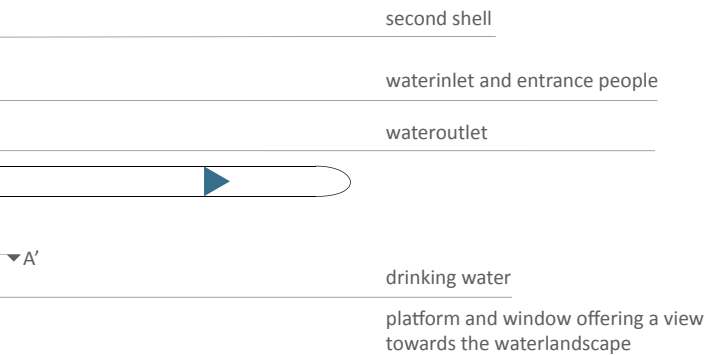 second shell
waterinlet and entrance people
wateroutlet
A’
drinking water
platform and window offering a view
towards the waterlandscape